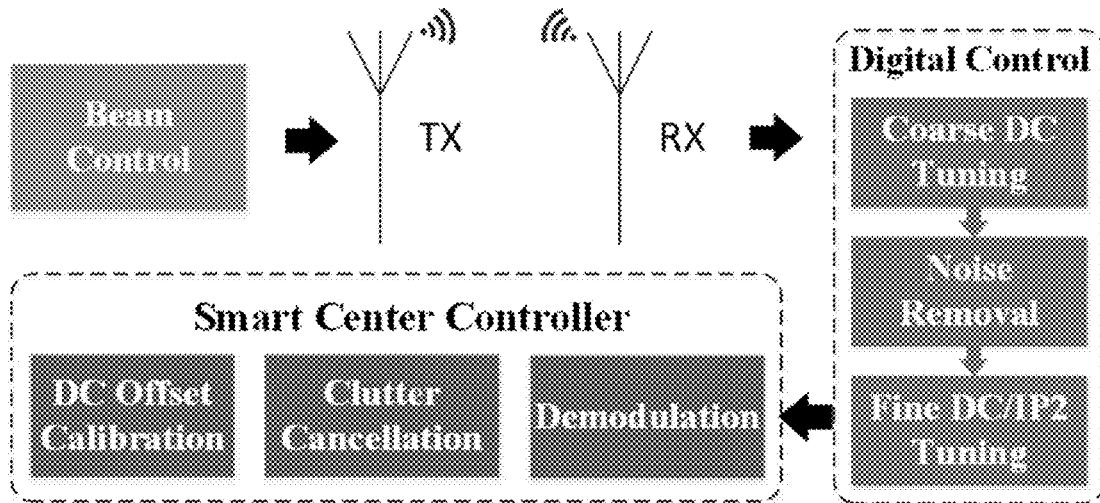 Beam
Control
TX
RX
Digital Control
Coarse DC
Tuning
Noise
Removal
Fine DC/IP2
Tuning
Smart Center Controller
DC Offset
Calibration
Clutter
Cancellation
Demodulation